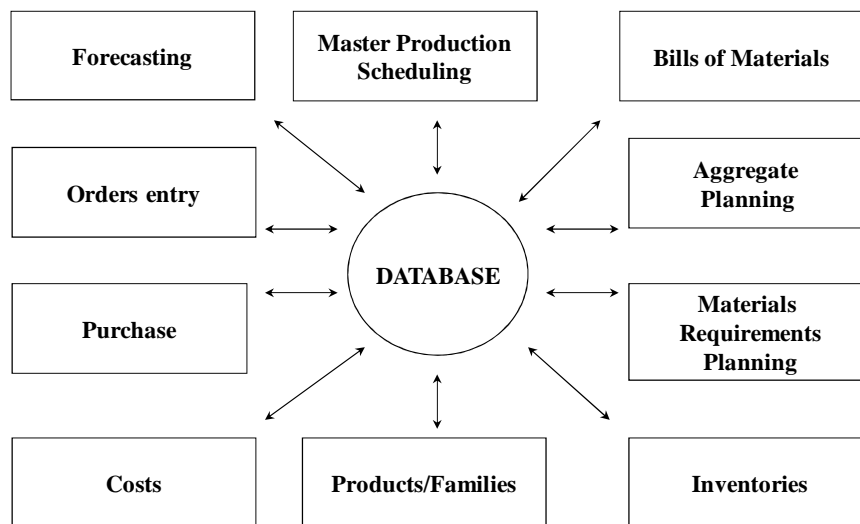 Forecasting
Master Production
Scheduling
Bills of Materials
Orders entry
Aggregate
Planning
DATABASE
Purchase
Materials
Requirements
Planning
Costs
Products/Families
Inventories